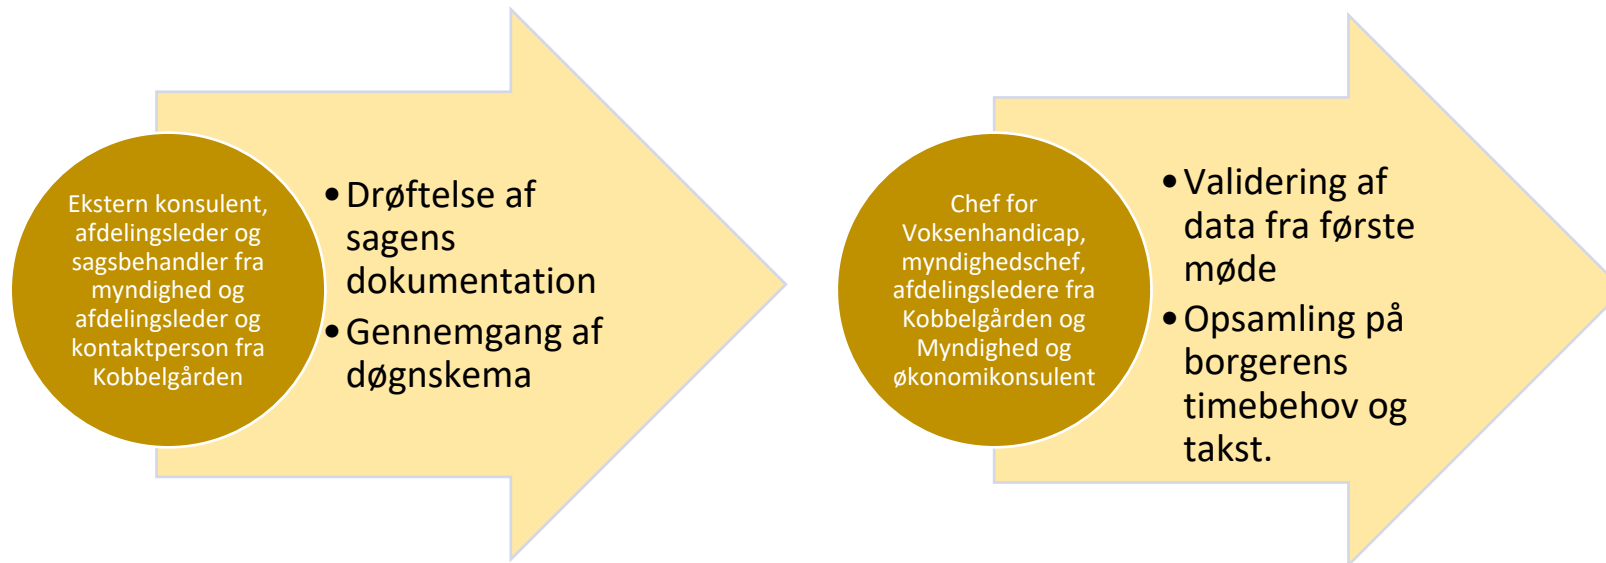 Ekstern konsulent,
afdelingsleder og
sagsbehandler fra
myndighed og
afdelingsleder og
kontaktperson fra
Kobbelgården
•Drøftelse af
sagens
dokumentation
•Gennemgang af
døgnskema
Chef for
Voksenhandicap,
myndighedschef,
afdelingsledere fra
Kobbelgården og
Myndighed og
økonomikonsulent
•Validering af
data fra første
møde
•Opsamling på
borgerens
timebehov og
takst.